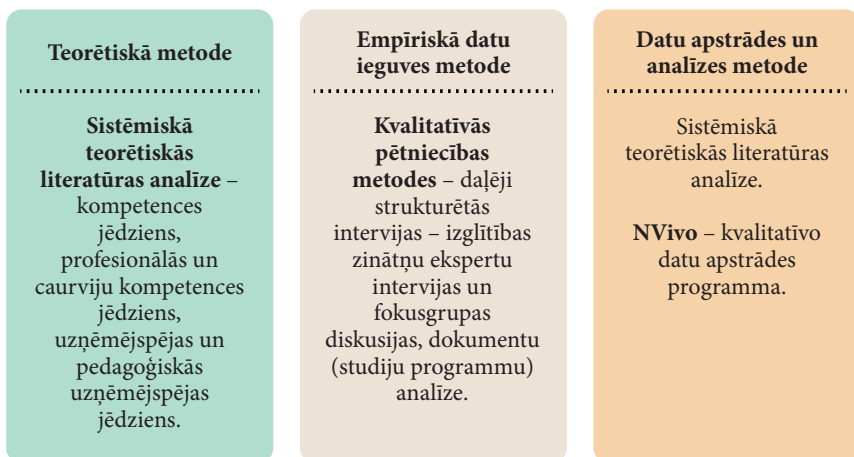 Teorētiskā metode
Sistēmiskā
teorētiskās
literatūras analīze –
kompetences
jēdziens,
profesionālās un
caurviju kompetences
jēdziens,
uzņēmējspējas un
pedagoģiskās
uzņēmējspējas
jēdziens.
Empīriskā datu
ieguves metode
Kvalitatīvās
pētniecības
metodes – daļēji
strukturētās
intervijas – izglītības
zinātņu ekspertu
intervijas un
fokusgrupas
diskusijas, dokumentu
(studiju programmu)
analīze.
Datu apstrādes un
analīzes metode
Sistēmiskā
teorētiskās literatūras
analīze.
NVivo – kvalitatīvo
datu apstrādes
programma.